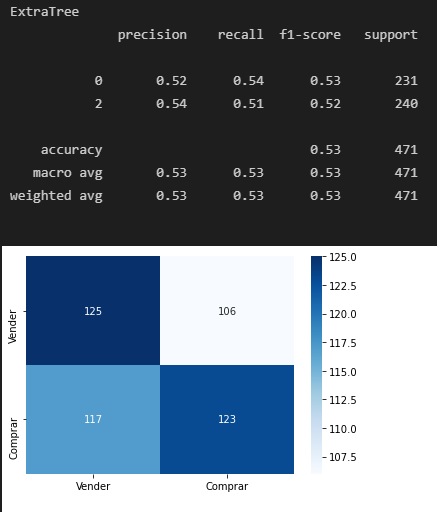 ExtraTree
precision recall f1-score support
0 0.52 0.54 0.53 231
2 0.54 0.51 0.52 240
accuracy 0.53 471
macro avg 0.53 0.53 0.53 471
weighted avg 0.53 0.53 0.53 471
125.0
Vender 125 106 122.5
120.0
117.5
115.0
Comprar 117 123 112.5
110.0
107.5
Vender Comprar